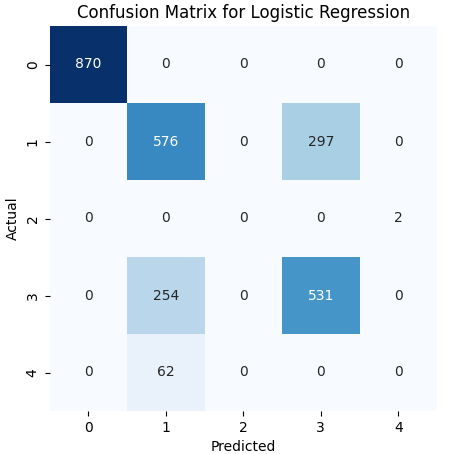 Confusion Matrix for Logistic Regression
0 870 0 0 0 0
1 0 576 0 297 0
2 0 0 0 0 2
3 0 254 0 531 0
4 0 62 0 0 0
Actual
0 1 2 3 4
Predicted